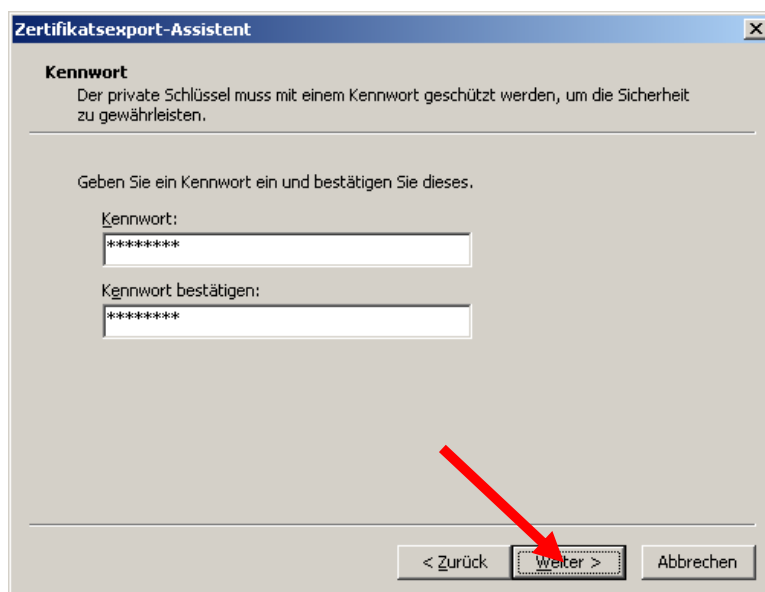 Zertifikatsexport-Assistent
Kennwort
Der private Schlüssel muss mit einem Kennwort geschützt werden, um die Sicherheit
zu gewährleisten.
Geben Sie ein Kennwort ein und bestätigen Sie dieses.
Kennwort:
********
Kennwort bestätigen:
********
< Zurück Weiter > Abbrechen